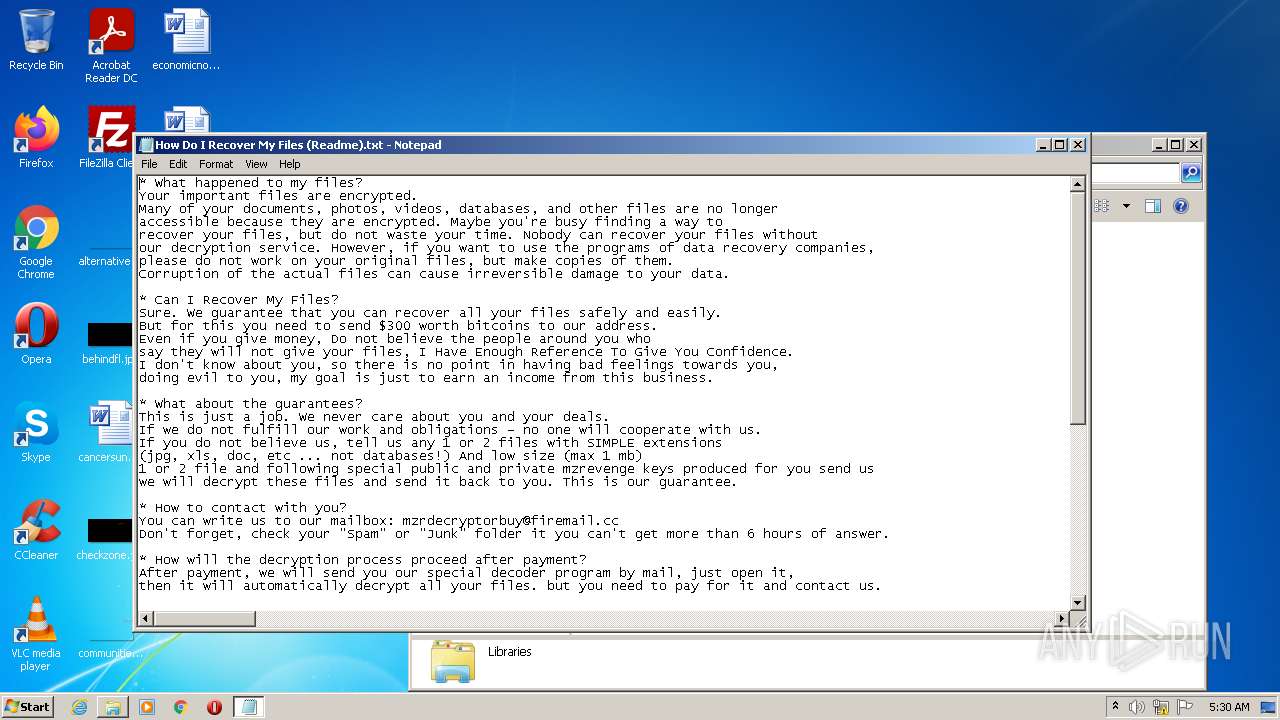 Recycle Bin
Acrobat
Reader DC
economicno...
Firefox
FileZilla Clie
Google
Chrome
alternative
Opera
behindfl.jp
Skype
cancersun.
CCleaner
checkzone.
VLC media
player
communitie...
How Do I Recover My Files (Readme).txt - Notepad
File Edit Format View Help
* What happened to my files?
Your important files are encrypted.
Many of your documents, photos, videos, databases, and other files are no longer
accessible because they are encrypted. Maybe you're busy finding a way to
recover your files, but do not waste your time. Nobody can recover your files without
our decryption service. However, if you want to use the programs of data recovery companies,
please do not work on your original files, but make copies of them.
Corruption of the actual files can cause irreversible damage to your data.
* Can I Recover My Files?
Sure. We guarantee that you can recover all your files safely and easily.
But for this you need to send $300 worth bitcoins to our address.
Even if you give money, Do not believe the people around you who
say they will not give your files, I Have Enough Reference To Give You Confidence.
I don't know about you, so there is no point in having bad feelings towards you,
doing evil to you, my goal is just to earn an income from this business.
* What about the guarantees?
This is just a job. We never care about you and your deals.
If we do not fulfill our work and obligations - no one will cooperate with us.
If you do not believe us, tell us any 1 or 2 files with SIMPLE extensions
(jpg, xls, doc, etc ... not databases!) And low size (max 1 mb)
1 or 2 file and following special public and private mzrevenge keys produced for you send us
we will decrypt these files and send it back to you. This is our guarantee.
* How to contact with you?
You can write us to our mailbox: mzrdecryptorbuy@firemail.cc
Don't forget, check your "Spam" or "Junk" folder it you can't get more than 6 hours of answer.
* How will the decryption process proceed after payment?
After payment, we will send you our special decoder program by mail, just open it,
then it will automatically decrypt all your files. but you need to pay for it and contact us.
Libraries
ANY RUN
Start
5:30 AM